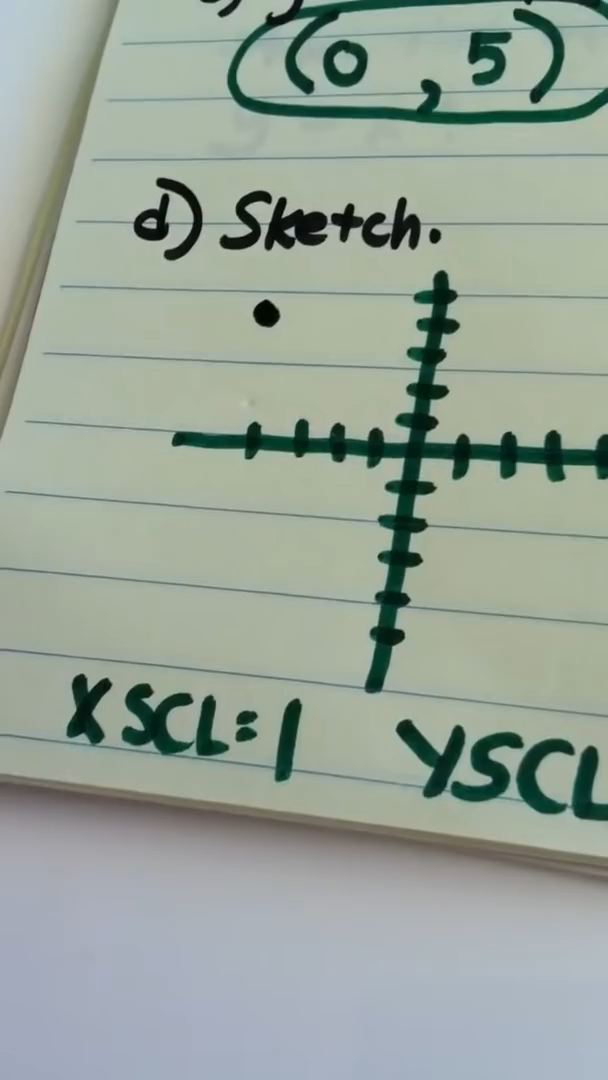 (0, 5)
d) Sketch.
XSCL=1 YSCL